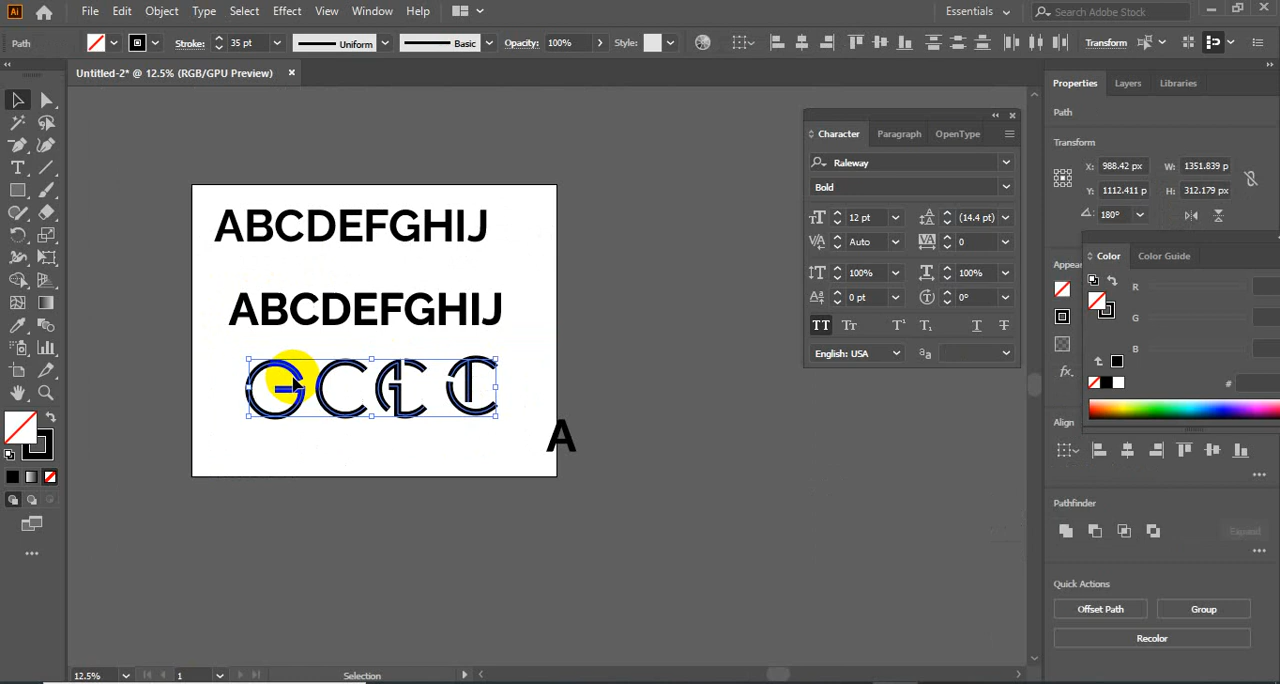 Ai File Edit Object Type Select Effect View Window Help Essentials Search Adobe Stock
Path Stroke: 35 pt Uniform Basic Opacity: 100% Style: Transform
Untitled-2* @ 12.5% (RGB/GPU Preview)
Properties Layers Libraries
Path
Transform
X: 988.42 px W: 1351.839 p
Y: 1112.411 p H: 312.179 px
180°
Character Paragraph OpenType
Raleway
Bold
12 pt (14.4 pt)
Auto 0
100% 100%
0 pt 0°
English: USA
ABCDEFGHIJ
ABCDEFGHIJ
A
Appear
Color Color Guide
R
G
B
#
Align
Pathfinder
Expand
Quick Actions
Offset Path Group
Recolor
12.5% 1 Selection